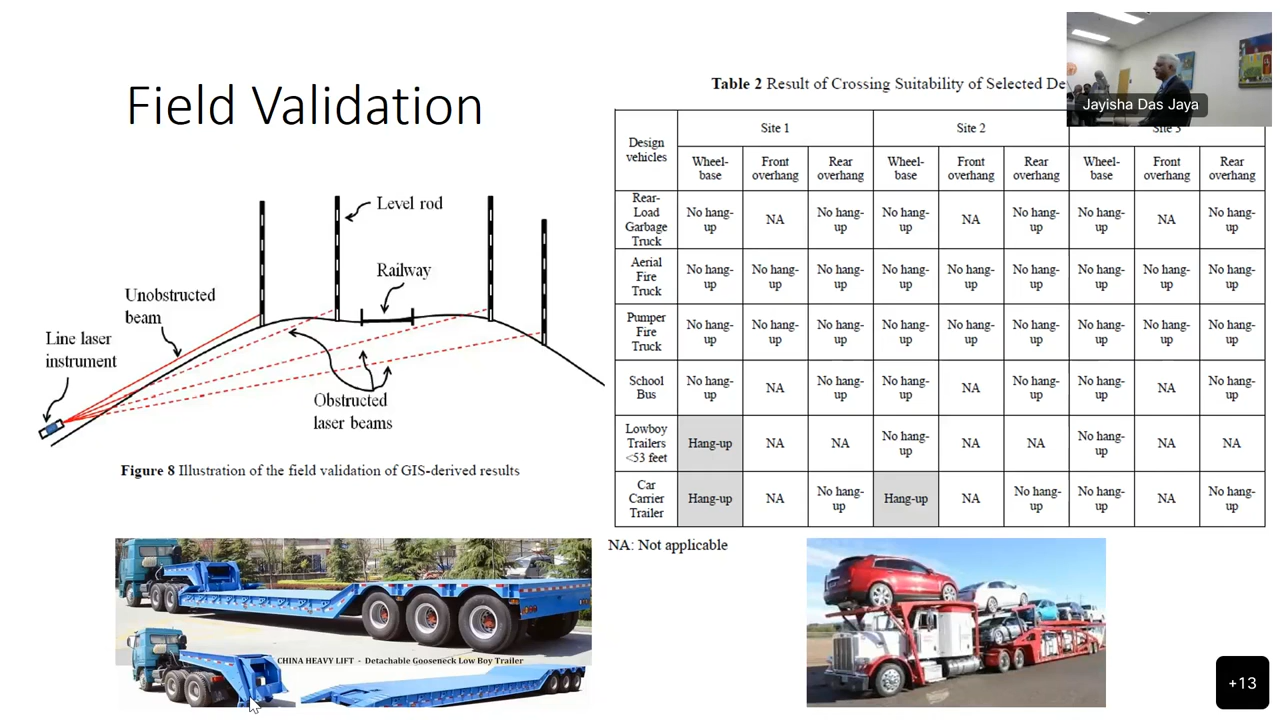 Field Validation
Level rod
Railway
Unobstructed
beam
Line laser
instrument
Obstructed
laser beams
Figure 8 Illustration of the field validation of GIS-derived results
CHINA HEAVY LIFT - Detachable Gooseneck Low Boy Trailer
Table 2 Result of Crossing Suitability of Selected De
Jayisha Das Jaya
Design vehicles Site 1 Site 2 Site 3
Wheel-base Front overhang Rear overhang Wheel-base Front overhang Rear overhang Wheel-base Front overhang Rear overhang
Rear-Load Garbage Truck No hang-up NA No hang-up No hang-up NA No hang-up No hang-up NA No hang-up
Aerial Fire Truck No hang-up No hang-up No hang-up No hang-up No hang-up No hang-up No hang-up No hang-up No hang-up
Pumper Fire Truck No hang-up No hang-up No hang-up No hang-up No hang-up No hang-up No hang-up No hang-up No hang-up
School Bus No hang-up NA No hang-up No hang-up NA No hang-up No hang-up NA No hang-up
Lowboy Trailers <53 feet Hang-up NA NA No hang-up NA NA No hang-up NA NA
Car Carrier Trailer Hang-up NA No hang-up Hang-up NA No hang-up No hang-up NA No hang-up
NA: Not applicable
+13